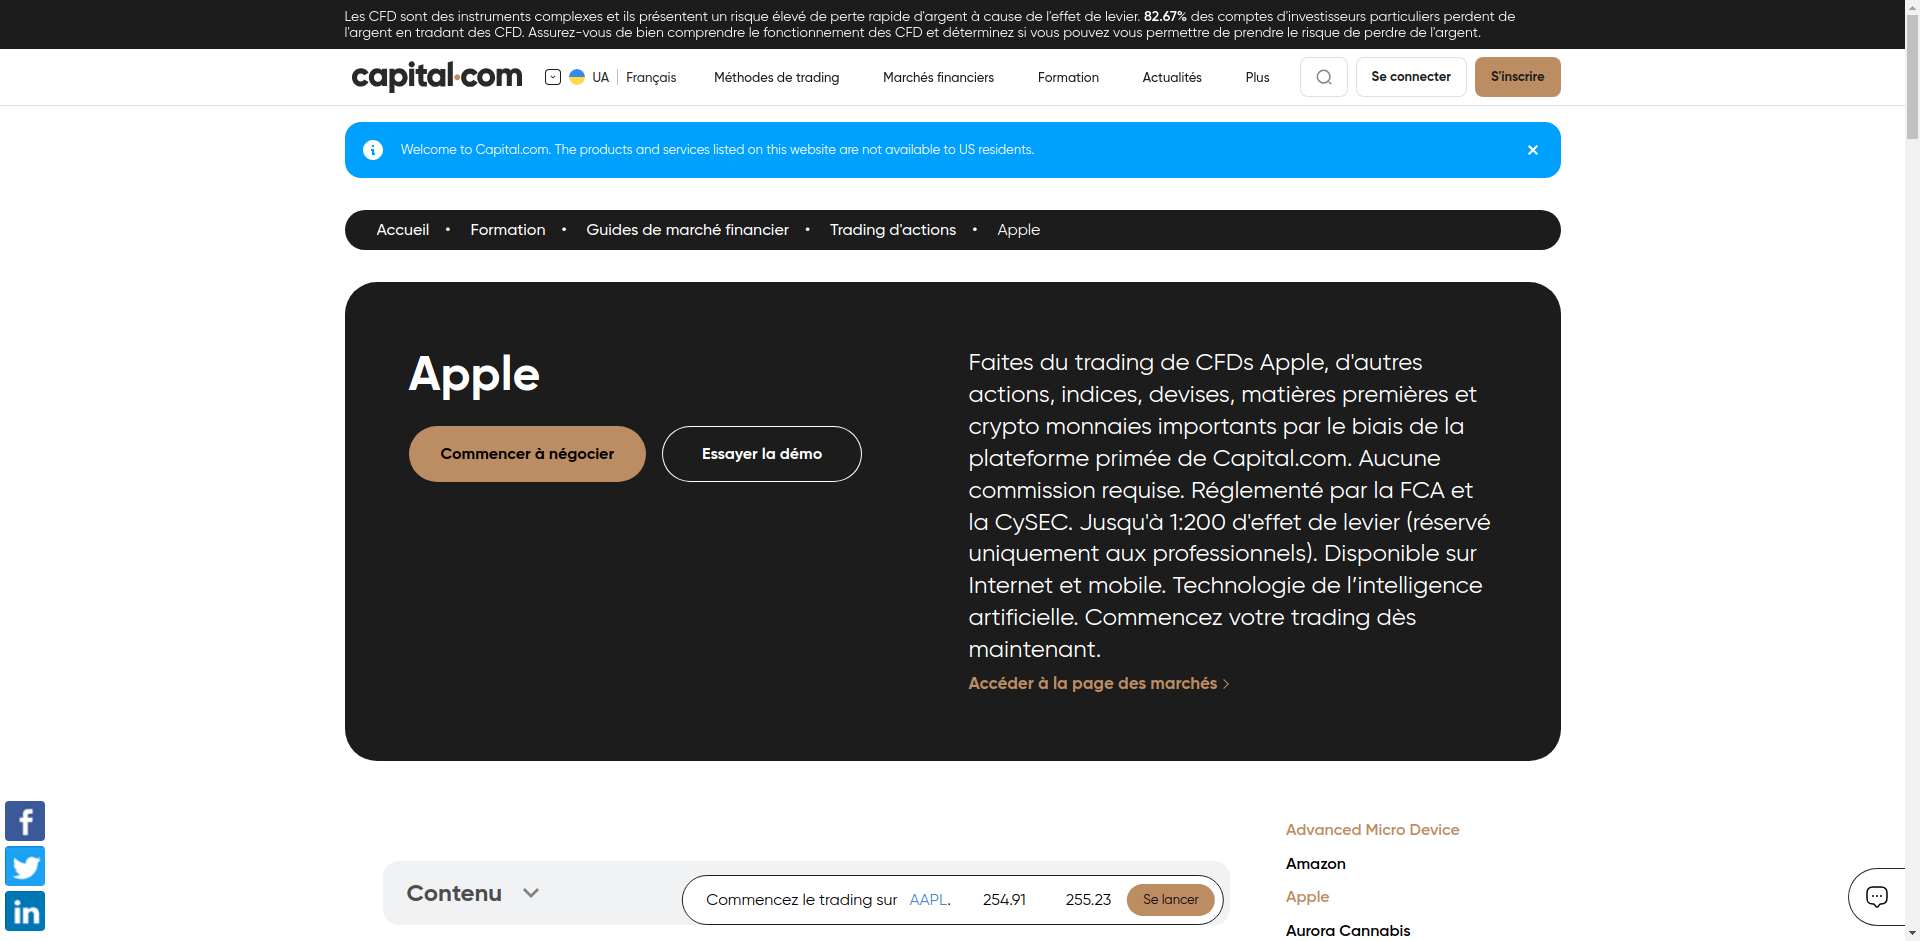 Les CFD sont des instruments complexes et ils présentent un risque élevé de perte rapide d'argent à cause de l'effet de levier. 82.67% des comptes d'investisseurs particuliers perdent de
l'argent en tradant des CFD. Assurez-vous de bien comprendre le fonctionnement des CFD et déterminez si vous pouvez vous permettre de prendre le risque de perdre de l'argent.
capital.com UA Français Méthodes de trading Marchés financiers Formation Actualités Plus Se connecter S'inscrire
Welcome to Capital.com. The products and services listed on this website are not available to US residents.
Accueil • Formation • Guides de marché financier • Trading d'actions • Apple
Apple
Commencer à négocier Essayer la démo
Faites du trading de CFDs Apple, d'autres
actions, indices, devises, matières premières et
crypto monnaies importants par le biais de la
plateforme primée de Capital.com. Aucune
commission requise. Réglementé par la FCA et
la CySEC. Jusqu'à 1:200 d'effet de levier (réservé
uniquement aux professionnels). Disponible sur
Internet et mobile. Technologie de l’intelligence
artificielle. Commencez votre trading dès
maintenant.
Accéder à la page des marchés
Contenu
Commencez le trading sur AAPL. 254.91 255.23 Se lancer
Advanced Micro Device
Amazon
Apple
Aurora Cannabis